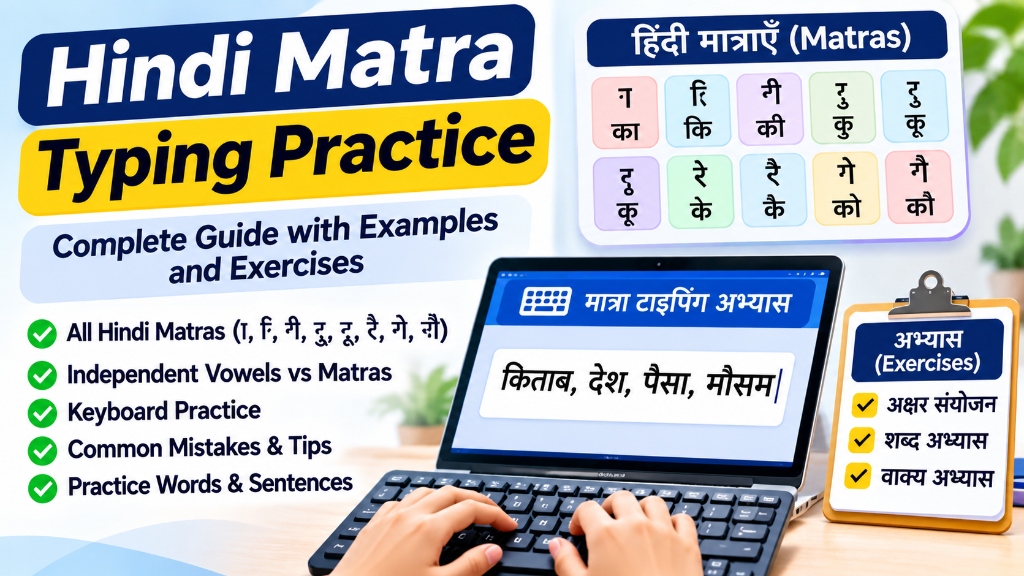 Hindi Matra
Typing Practice
Complete Guide with Examples
and Exercises
All Hindi Matras
Independent Vowels vs Matras
Keyboard Practice
Common Mistakes & Tips
Practice Words & Sentences
हिंदी मात्राएँ (Matras)
का कि की कु कू
रे रै गे गै
कू के कै को कौ
मात्रा टाइपिंग अभ्यास
किताब, देश, पैसा, मौसम
अभ्यास
(Exercises)
अक्षर संयोजन
शब्द अभ्यास
वाक्य अभ्यास